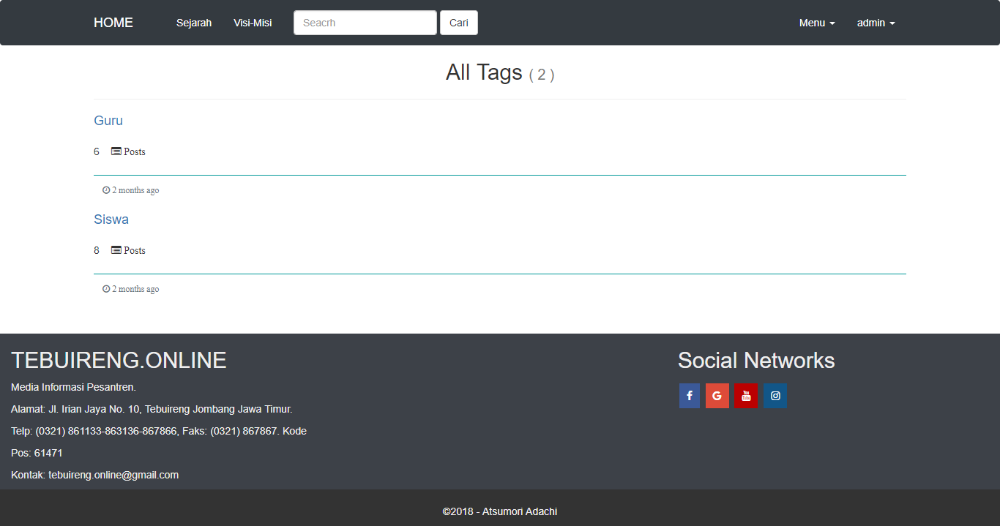 HOME Sejarah Visi-Misi Seacrh Cari Menu admin
All Tags ( 2 )
Guru
6 Posts
2 months ago
Siswa
8 Posts
2 months ago
TEBUIRENG.ONLINE
Media Informasi Pesantren.
Alamat: Jl. Irian Jaya No. 10, Tebuireng Jombang Jawa Timur.
Telp: (0321) 861133-863136-867866, Faks: (0321) 867867. Kode
Pos: 61471
Kontak: tebuireng.online@gmail.com
Social Networks
f G You Tube
©2018 - Atsumori Adachi